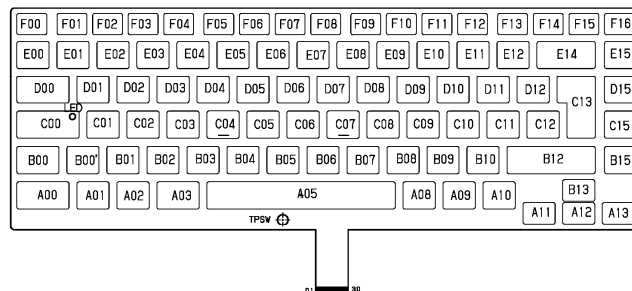 F00 F01 F02 F03 F04 F05 F06 F07 F08 F09 F10 F11 F12 F13 F14 F15 F16
E00 E01 E02 E03 E04 E05 E06 E07 E08 E09 E10 E11 E12 E14 E15
D00 D01 D02 D03 D04 D05 D06 D07 D08 D09 D10 D11 D12 C13 D15
LED
C00 C01 C02 C03 C04 C05 C06 C07 C08 C09 C10 C11 C12 C15
B00 B00' B01 B02 B03 B04 B05 B06 B07 B08 B09 B10 B12 B15
A00 A01 A02 A03 A05 A08 A09 A10 B13
A11 A12 A13
TPSW
01 30